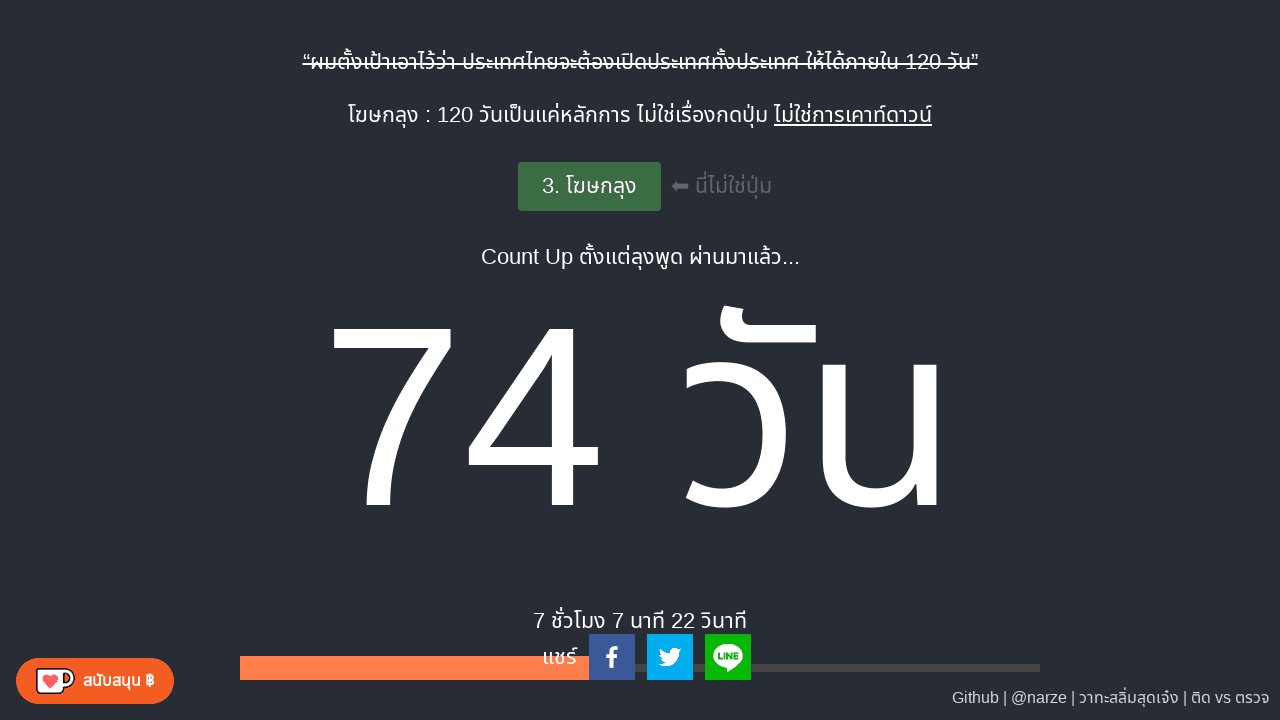 “ผมตั้งเป้าเอาไว้ว่า ประเทศไทยจะต้องเปิดประเทศทั้งประเทศ ให้ได้ภายใน 120 วัน”
โฆษกลุง : 120 วันเป็นแค่หลักการ ไม่ใช่เรื่องกดปุ่ม ไม่ใช่การเคาท์ดาวน์
3. โฆษกลุง ⬅ นี่ไม่ใช่ปุ่ม
Count Up ตั้งแต่ลุงพูด ผ่านมาแล้ว...
74 วัน
7 ชั่วโมง 7 นาที 22 วินาที
แชร์ LINE
สนับสนุน ฿
Github | @narze | วาทะสลิ่มสุดเจ๋ง | ติด vs ตรวจ